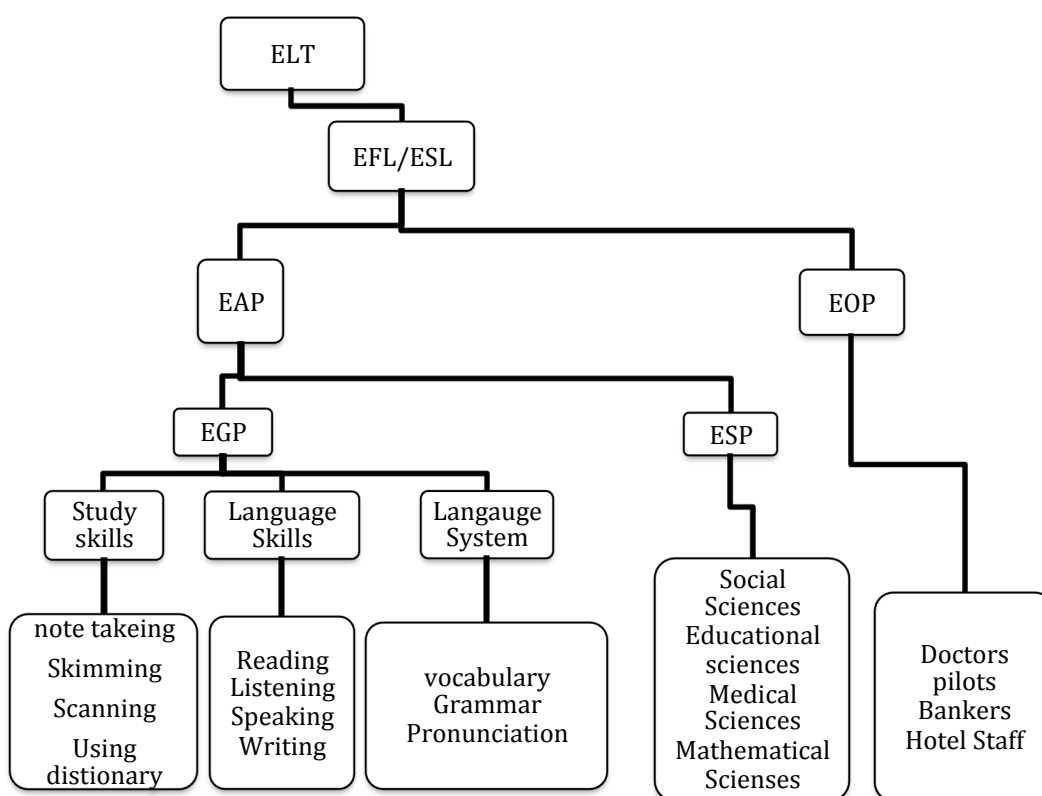 ELT
EFL/ESL
EAP
EOP
EGP
ESP
Study
skills
Language
Skills
Langauge
System
note takeing
Skimming
Scanning
Using
distionary
Reading
Listening
Speaking
Writing
vocabulary
Grammar
Pronunciation
Social
Sciences
Educational
sciences
Medical
Sciences
Mathematical
Scienses
Doctors
pilots
Bankers
Hotel Staff